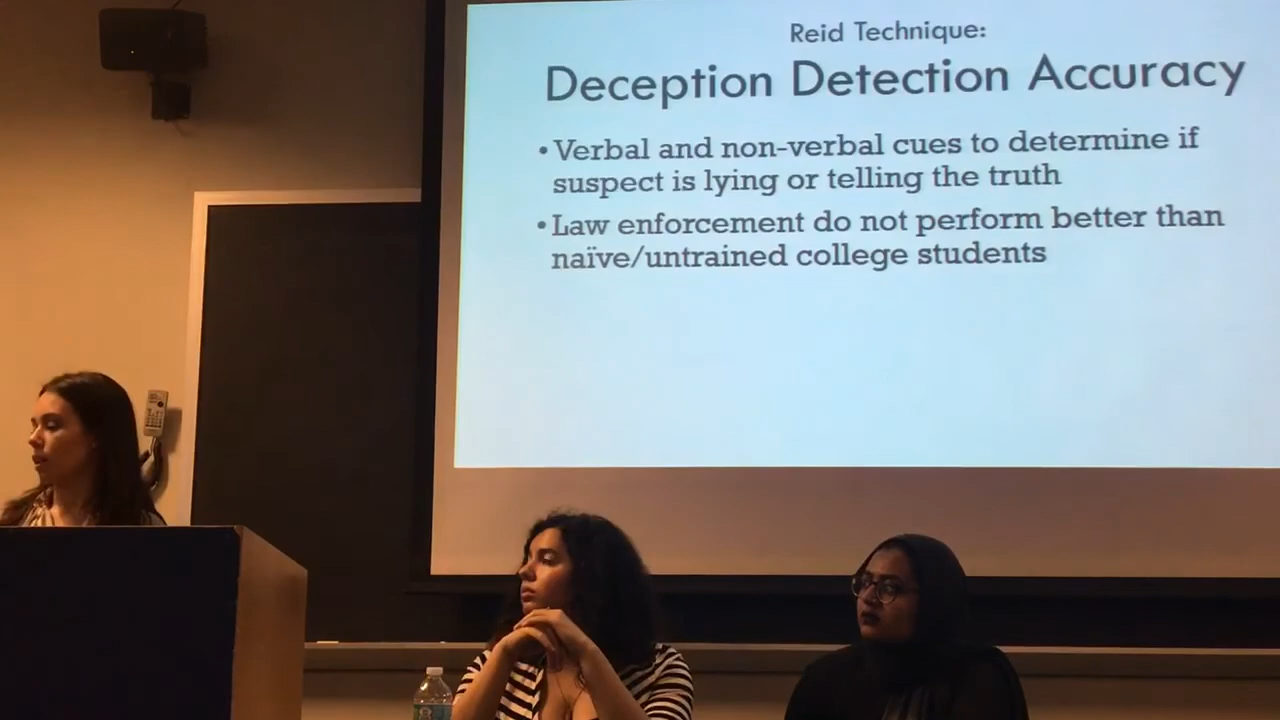 Reid Technique:
Deception Detection Accuracy
• Verbal and non-verbal cues to determine if
suspect is lying or telling the truth
• Law enforcement do not perform better than
naïve/untrained college students